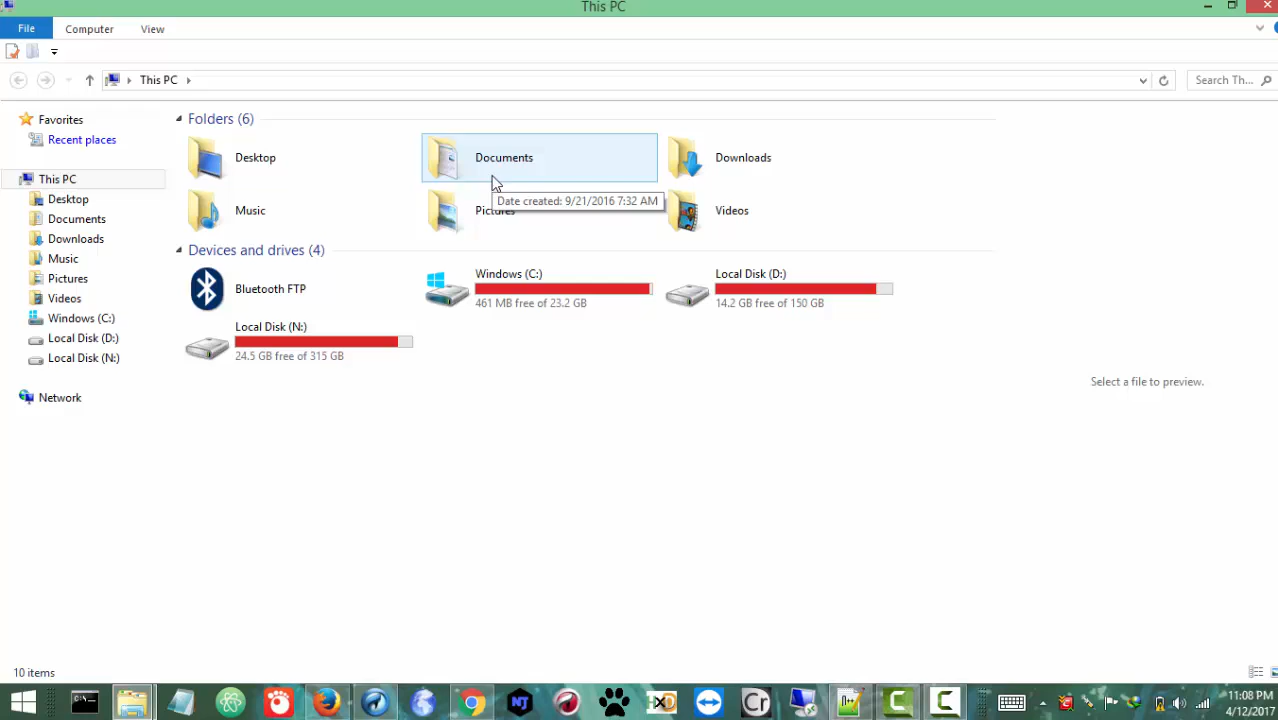 This PC
File Computer View
This PC
Search Th...
Favorites
Recent places
This PC
Desktop
Documents
Downloads
Music
Pictures
Videos
Windows (C:)
Local Disk (D:)
Local Disk (N:)
Network
Folders (6)
Desktop
Documents
Downloads
Date created: 9/21/2016 7:32 AM
Music
Pictures
Videos
Devices and drives (4)
Bluetooth FTP
Windows (C:)
461 MB free of 23.2 GB
Local Disk (D:)
14.2 GB free of 150 GB
Local Disk (N:)
24.5 GB free of 315 GB
Select a file to preview.
10 items
C:\
NT
XO
Cr
C
C
11:08 PM
4/12/2017